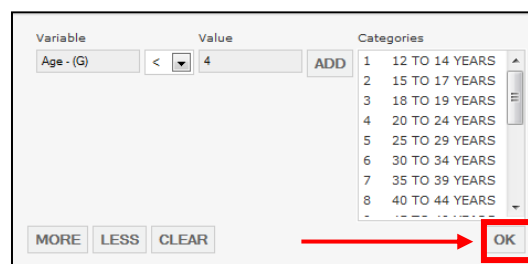 Variable Value Categories
Age - (G) < 4 ADD
1 12 TO 14 YEARS
2 15 TO 17 YEARS
3 18 TO 19 YEARS
4 20 TO 24 YEARS
5 25 TO 29 YEARS
6 30 TO 34 YEARS
7 35 TO 39 YEARS
8 40 TO 44 YEARS
MORE LESS CLEAR OK